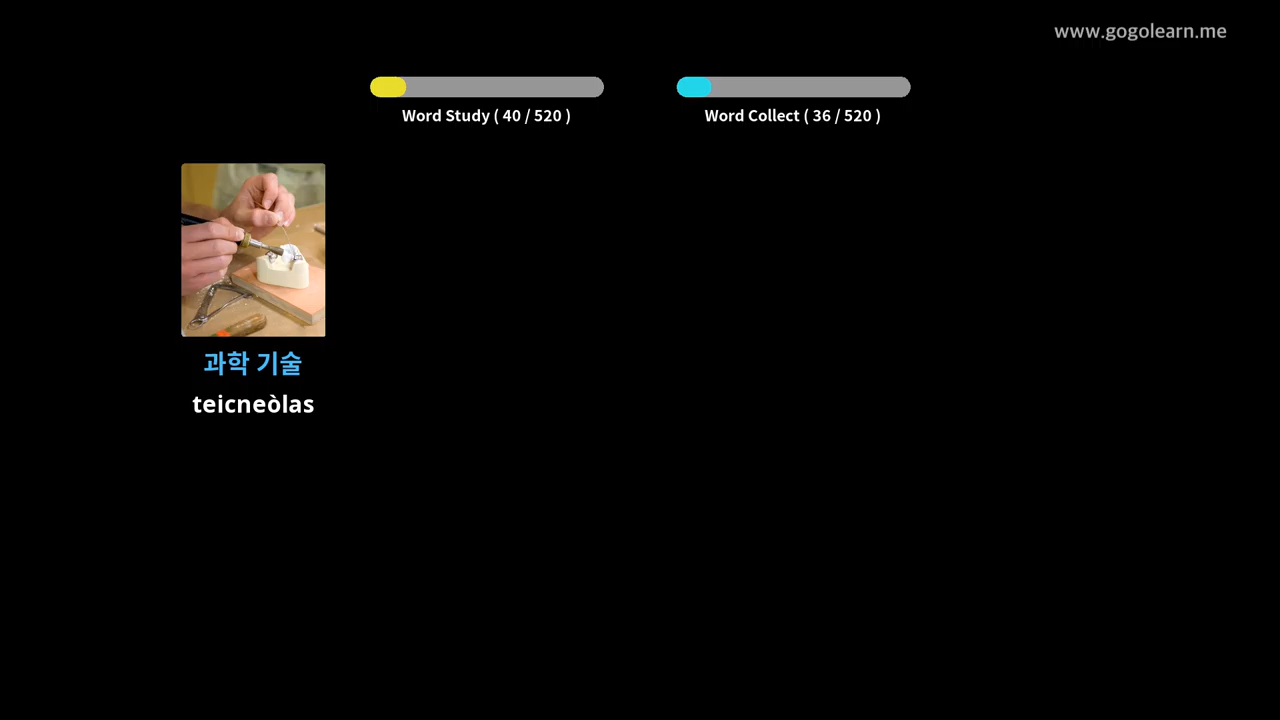 www.gogolearn.me
Word Study ( 40 / 520 )
Word Collect ( 36 / 520 )
과학 기술
teicneòlas